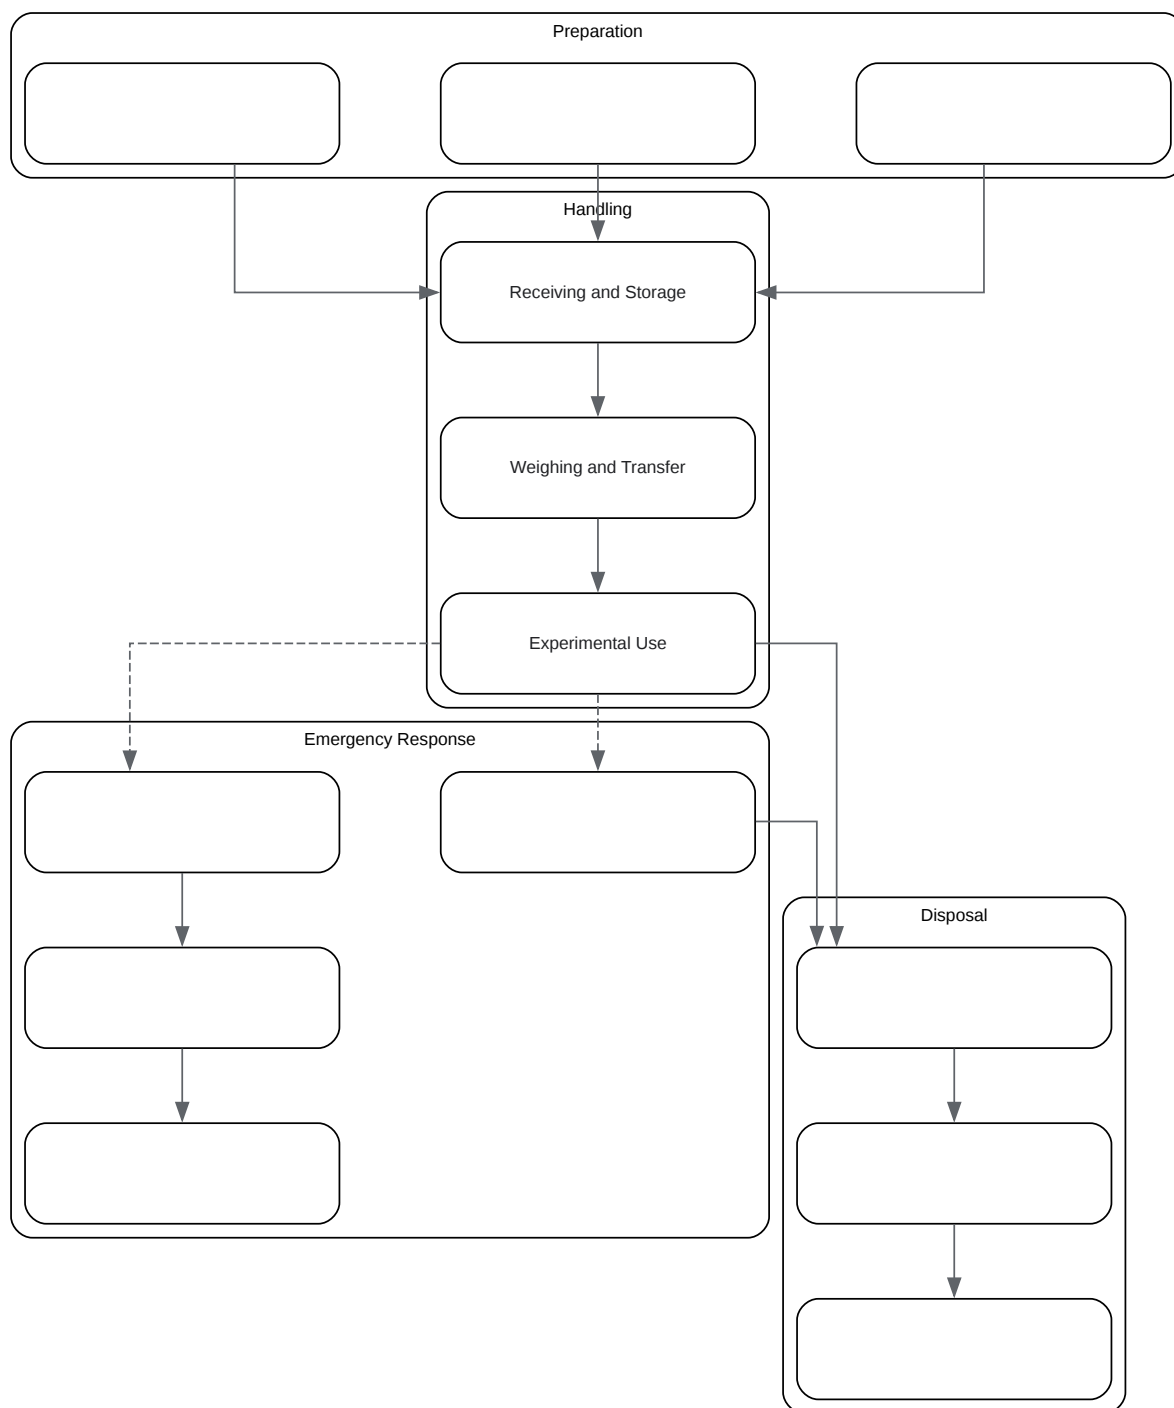 Preparation
Handling
Receiving and Storage
Weighing and Transfer
Experimental Use
Emergency Response
Disposal